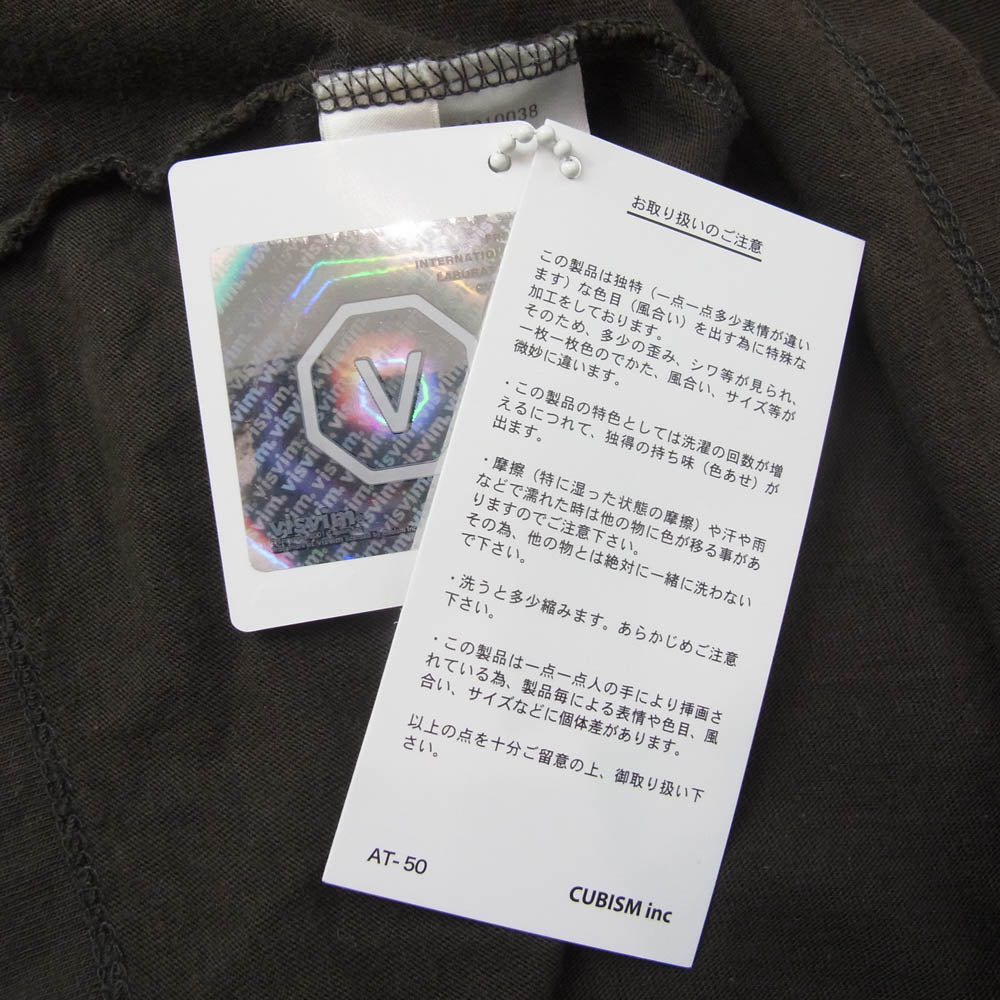 010038
INTERNATIO
LABORAT
V
visvim.
お取り扱いのご注意
この製品は独特（一点一点多少表情が違い
ます）な色目（風合い）を出す為に特殊な
加工をしております。
そのため、多少の歪み、シワ等が見られ、
一枚一枚色のでかた、風合い、サイズ等が
微妙に違います。
・この製品の特色としては洗濯の回数が増
えるにつれて、独得の持ち味（色あせ）が
出ます。
・摩擦（特に湿った状態の摩擦）や汗や雨
などで濡れた時は他の物に色が移る事があ
りますのでご注意下さい。
その為、他の物とは絶対に一緒に洗わない
で下さい。
・洗うと多少縮みます。あらかじめご注意
下さい。
・この製品は一点一点人の手により挿画さ
れている為、製品毎による表情や色目、風
合い、サイズなどに個体差があります。
以上の点を十分ご留意の上、御取り扱い下
さい。
AT-50
CUBISM inc